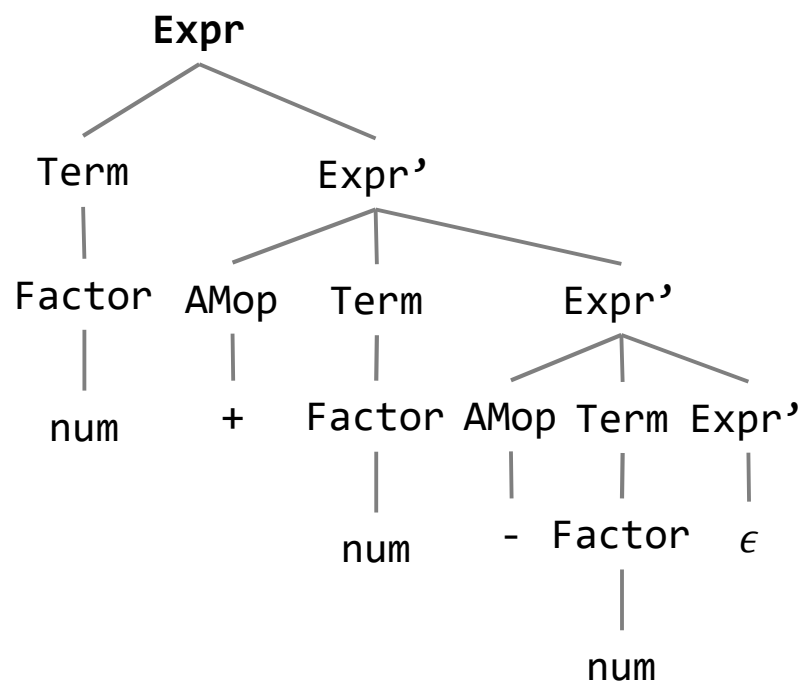 Expr
Term Expr’
Factor AMop Term Expr’
num + Factor AMop Term Expr’
num - Factor ϵ
num